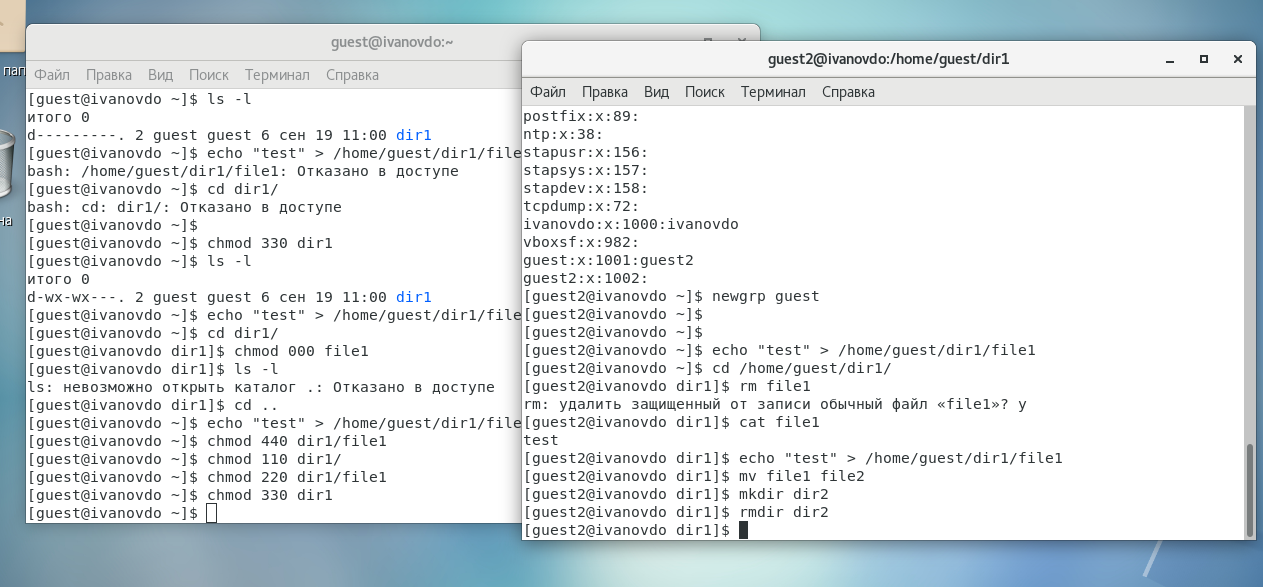 пап
на
guest@ivanovdo:~
Файл Правка Вид Поиск Терминал Справка
[guest@ivanovdo ~]$ ls -l
итого 0
d---------. 2 guest guest 6 сен 19 11:00 dir1
[guest@ivanovdo ~]$ echo "test" > /home/guest/dir1/file
bash: /home/guest/dir1/file1: Отказано в доступе
[guest@ivanovdo ~]$ cd dir1/
bash: cd: dir1/: Отказано в доступе
[guest@ivanovdo ~]$
[guest@ivanovdo ~]$ chmod 330 dir1
[guest@ivanovdo ~]$ ls -l
итого 0
d-wx-wx---. 2 guest guest 6 сен 19 11:00 dir1
[guest@ivanovdo ~]$ echo "test" > /home/guest/dir1/file
[guest@ivanovdo ~]$ cd dir1/
[guest@ivanovdo dir1]$ chmod 000 file1
[guest@ivanovdo dir1]$ ls -l
ls: невозможно открыть каталог .: Отказано в доступе
[guest@ivanovdo dir1]$ cd ..
[guest@ivanovdo ~]$ echo "test" > /home/guest/dir1/file
[guest@ivanovdo ~]$ chmod 440 dir1/file1
[guest@ivanovdo ~]$ chmod 110 dir1/
[guest@ivanovdo ~]$ chmod 220 dir1/file1
[guest@ivanovdo ~]$ chmod 330 dir1
[guest@ivanovdo ~]$
guest2@ivanovdo:/home/guest/dir1
Файл Правка Вид Поиск Терминал Справка
postfix:x:89:
ntp:x:38:
stapusr:x:156:
stapsys:x:157:
stapdev:x:158:
tcpdump:x:72:
ivanovdo:x:1000:ivanovdo
vboxsf:x:982:
guest:x:1001:guest2
guest2:x:1002:
[guest2@ivanovdo ~]$ newgrp guest
[guest2@ivanovdo ~]$
[guest2@ivanovdo ~]$
[guest2@ivanovdo ~]$ echo "test" > /home/guest/dir1/file1
[guest2@ivanovdo ~]$ cd /home/guest/dir1/
[guest2@ivanovdo dir1]$ rm file1
rm: удалить защищенный от записи обычный файл «file1»? y
[guest2@ivanovdo dir1]$ cat file1
test
[guest2@ivanovdo dir1]$ echo "test" > /home/guest/dir1/file1
[guest2@ivanovdo dir1]$ mv file1 file2
[guest2@ivanovdo dir1]$ mkdir dir2
[guest2@ivanovdo dir1]$ rmdir dir2
[guest2@ivanovdo dir1]$